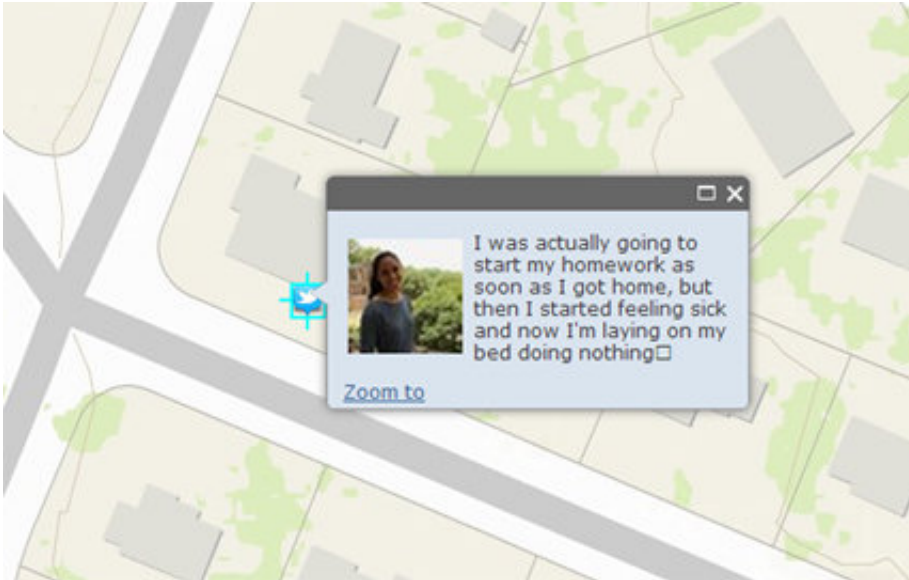 I was actually going to
start my homework as
soon as I got home, but
then I started feeling sick
and now I'm laying on my
bed doing nothing□
Zoom to